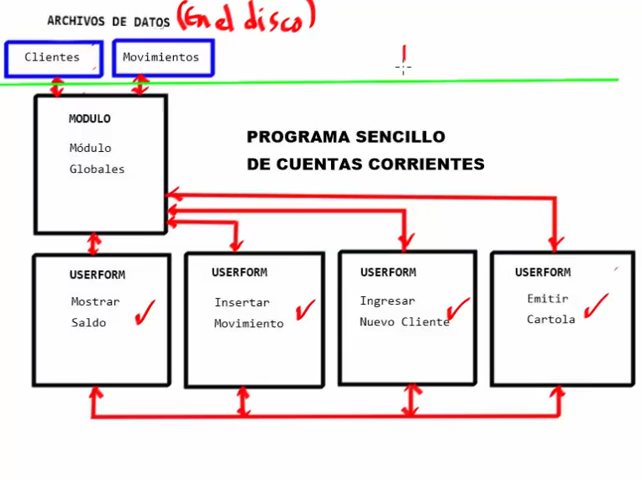 ARCHIVOS DE DATOS (En el disco)
Clientes
Movimientos
MODULO
Módulo
Globales
PROGRAMA SENCILLO
DE CUENTAS CORRIENTES
USERFORM
Mostrar
Saldo
USERFORM
Insertar
Movimiento
USERFORM
Ingresar
Nuevo Cliente
USERFORM
Emitir
Cartola